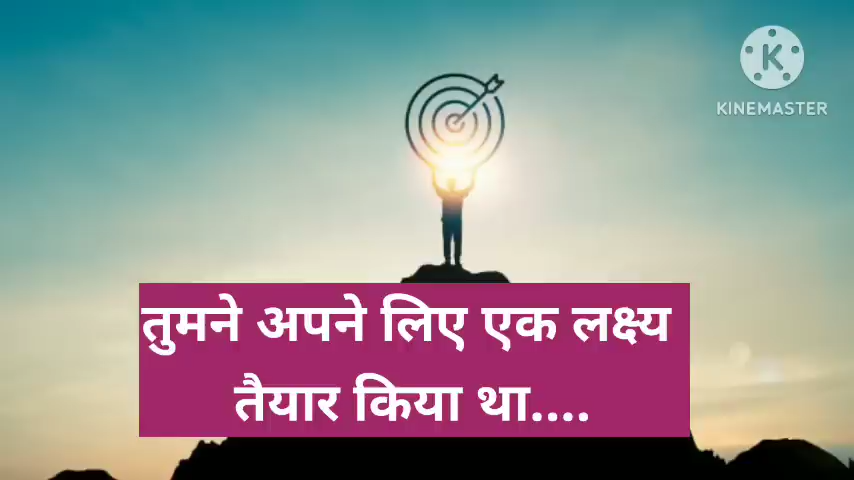 K
KINEMASTER
तुमने अपने लिए एक लक्ष्य
तैयार किया था....